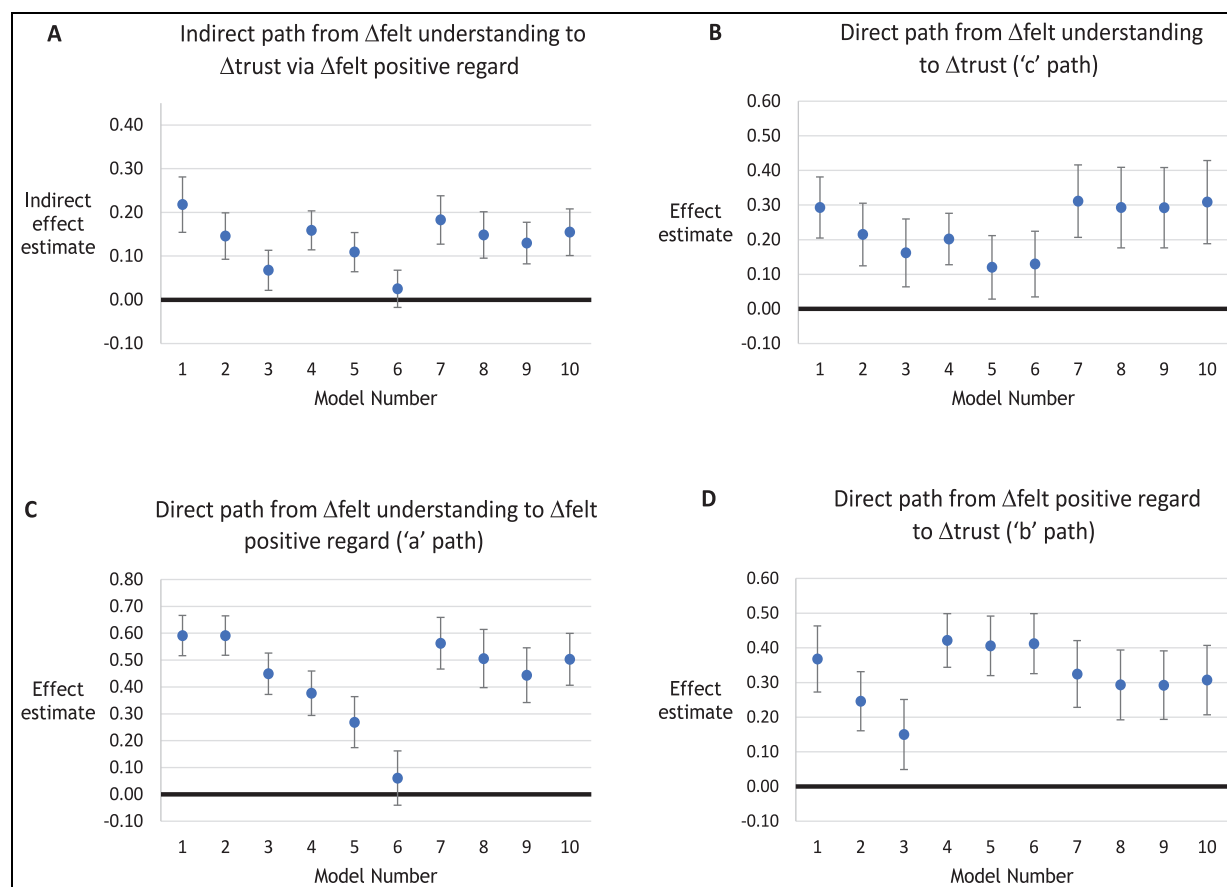 A
Indirect path from Δfelt understanding to
Δtrust via Δfelt positive regard
0.40
0.30
0.20
0.10
0.00
-0.10
Indirect
effect
estimate
1 2 3 4 5 6 7 8 9 10
Model Number
B
Direct path from Δfelt understanding
to Δtrust (‘c’ path)
0.60
0.50
0.40
0.30
0.20
0.10
0.00
-0.10
Effect
estimate
1 2 3 4 5 6 7 8 9 10
Model Number
C
Direct path from Δfelt understanding to Δfelt
positive regard (‘a’ path)
0.80
0.70
0.60
0.50
0.40
0.30
0.20
0.10
0.00
-0.10
Effect
estimate
1 2 3 4 5 6 7 8 9 10
Model Number
D
Direct path from Δfelt positive regard
to Δtrust (‘b’ path)
0.60
0.50
0.40
0.30
0.20
0.10
0.00
-0.10
Effect
estimate
1 2 3 4 5 6 7 8 9 10
Model Number